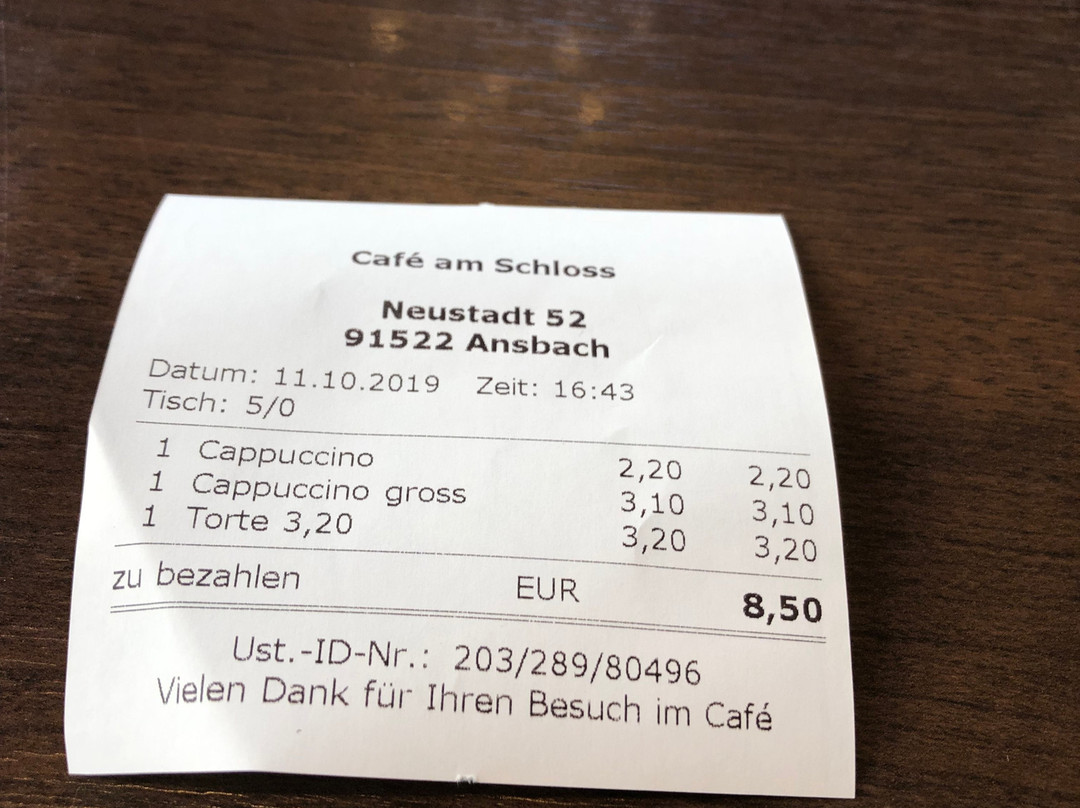 Café am Schloss
Neustadt 52
91522 Ansbach
Datum: 11.10.2019 Zeit: 16:43
Tisch: 5/0
1 Cappuccino 2,20 2,20
1 Cappuccino gross 3,10 3,10
1 Torte 3,20 3,20 3,20
zu bezahlen EUR 8,50
Ust.-ID-Nr.: 203/289/80496
Vielen Dank für Ihren Besuch im Café